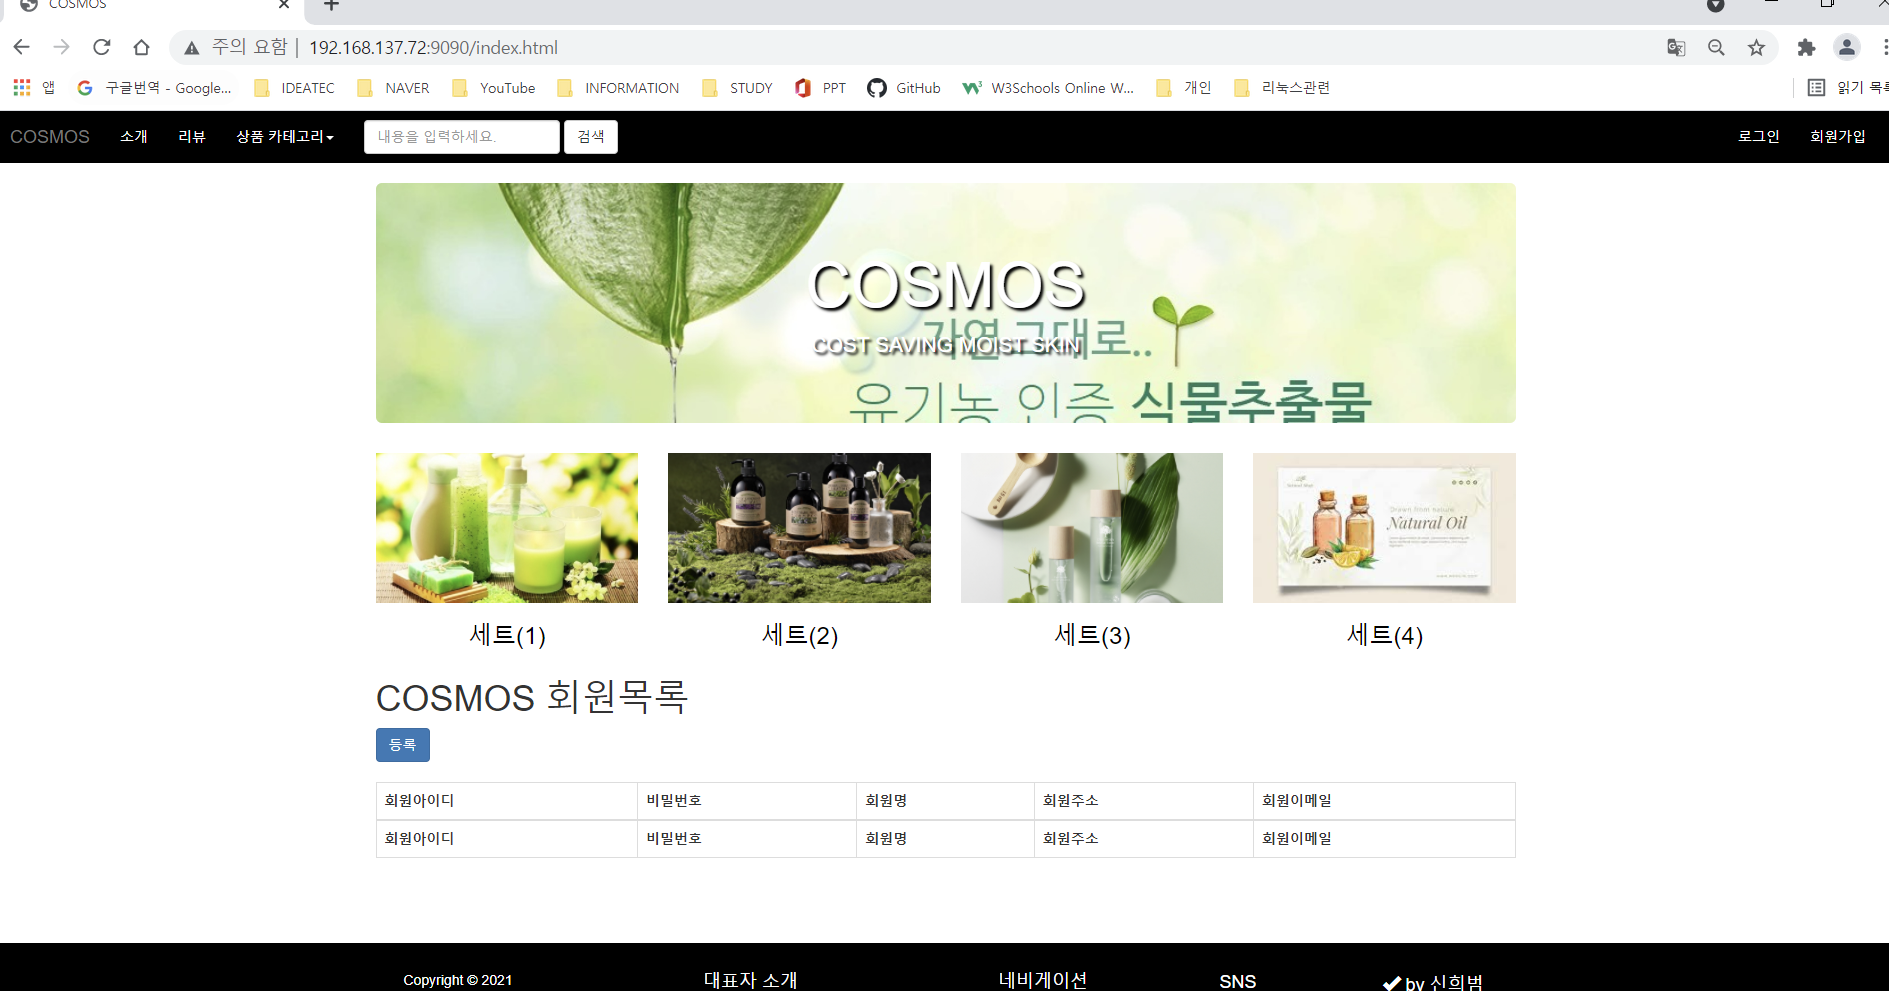 COSMOS
주의 요함 | 192.168.137.72:9090/index.html
앱 구글번역 - Google... IDEATEC NAVER YouTube INFORMATION STUDY PPT GitHub W3Schools Online W... 개인 리눅스관련 읽기 목록
COSMOS 소개 리뷰 상품 카테고리 내용을 입력하세요. 검색 로그인 회원가입
COSMOS
자연 그대로..
COST SAVING MOIST SKIN
유기농 인증 식물추출물
Natural Oil
세트(1) 세트(2) 세트(3) 세트(4)
COSMOS 회원목록
등록
회원아이디 비밀번호 회원명 회원주소 회원이메일
회원아이디 비밀번호 회원명 회원주소 회원이메일
Copyright © 2021 대표자 소개 네비게이션 SNS by 신희범